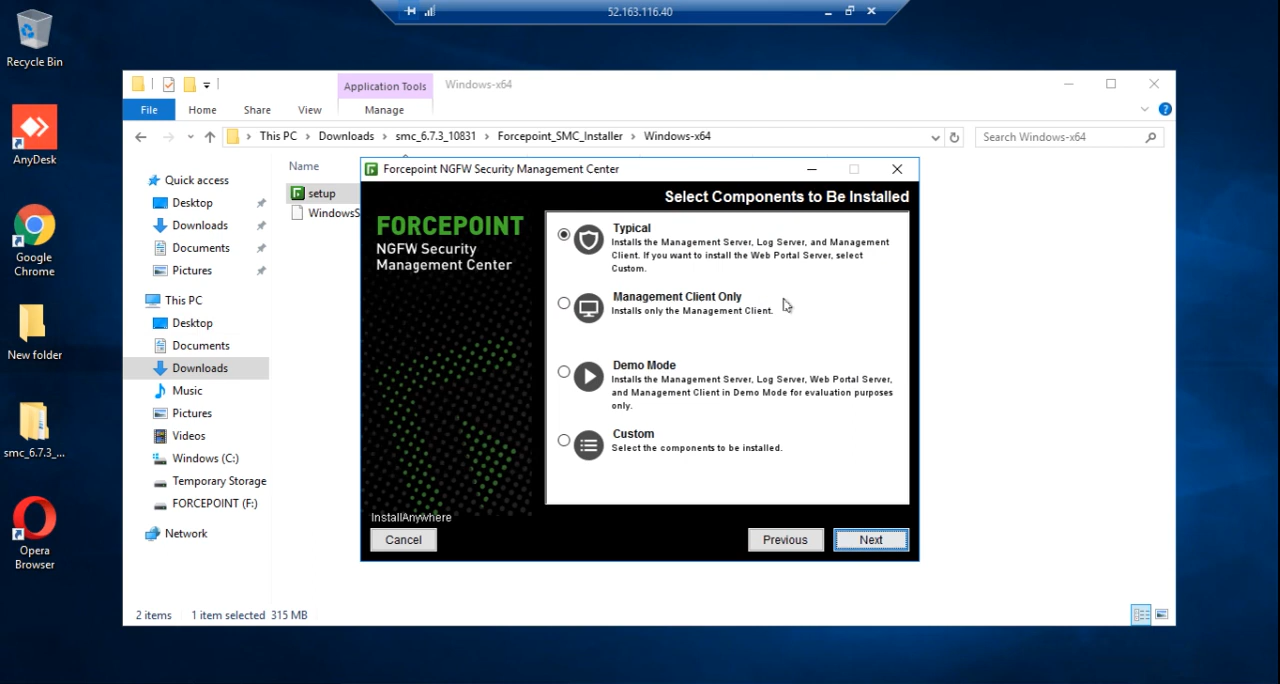 52.163.116.40
Recycle Bin
AnyDesk
Google
Chrome
New folder
smc_6.7.3_...
Opera
Browser
Application Tools
Windows-x64
File
Home
Share
View
Manage
This PC > Downloads > smc_6.7.3_10831 > Forcepoint_SMC_Installer > Windows-x64
Search Windows-x64
Quick access
Desktop
Downloads
Documents
Pictures
This PC
Desktop
Documents
Downloads
Music
Pictures
Videos
Windows (C:)
Temporary Storage
FORCEPOINT (F:)
Network
Name
setup
WindowsS
2 items 1 item selected 315 MB
Forcepoint NGFW Security Management Center
Select Components to Be Installed
FORCEPOINT
NGFW Security
Management Center
Typical
Installs the Management Server, Log Server, and Management
Client. If you want to install the Web Portal Server, select
Custom.
Management Client Only
Installs only the Management Client.
Demo Mode
Installs the Management Server, Log Server, Web Portal Server,
and Management Client in Demo Mode for evaluation purposes
only.
Custom
Select the components to be installed.
InstallAnywhere
Cancel
Previous
Next